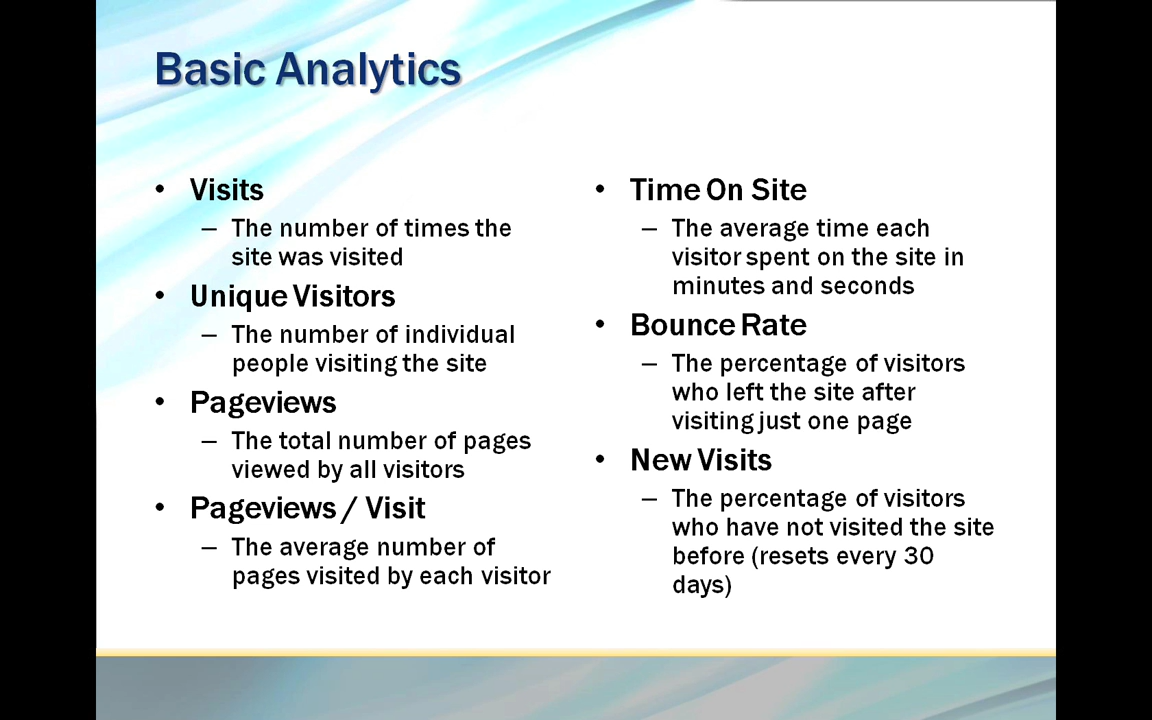 Basic Analytics
• Visits
– The number of times the
site was visited
• Unique Visitors
– The number of individual
people visiting the site
• Pageviews
– The total number of pages
viewed by all visitors
• Pageviews / Visit
– The average number of
pages visited by each visitor
• Time On Site
– The average time each
visitor spent on the site in
minutes and seconds
• Bounce Rate
– The percentage of visitors
who left the site after
visiting just one page
• New Visits
– The percentage of visitors
who have not visited the site
before (resets every 30
days)